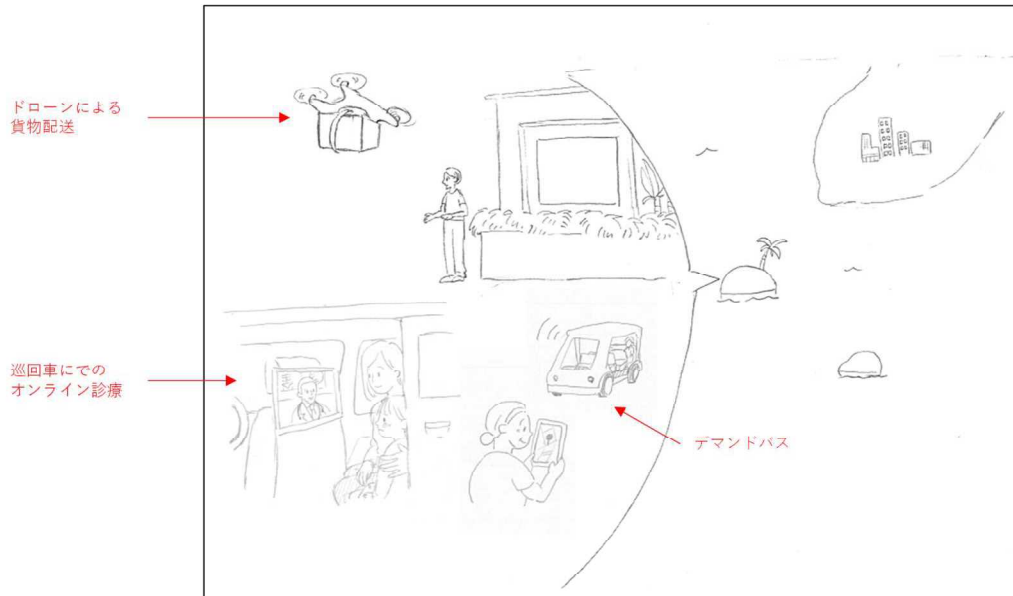 ドローンによる
貨物配送
巡回車にでの
オンライン診療
デマンドバス